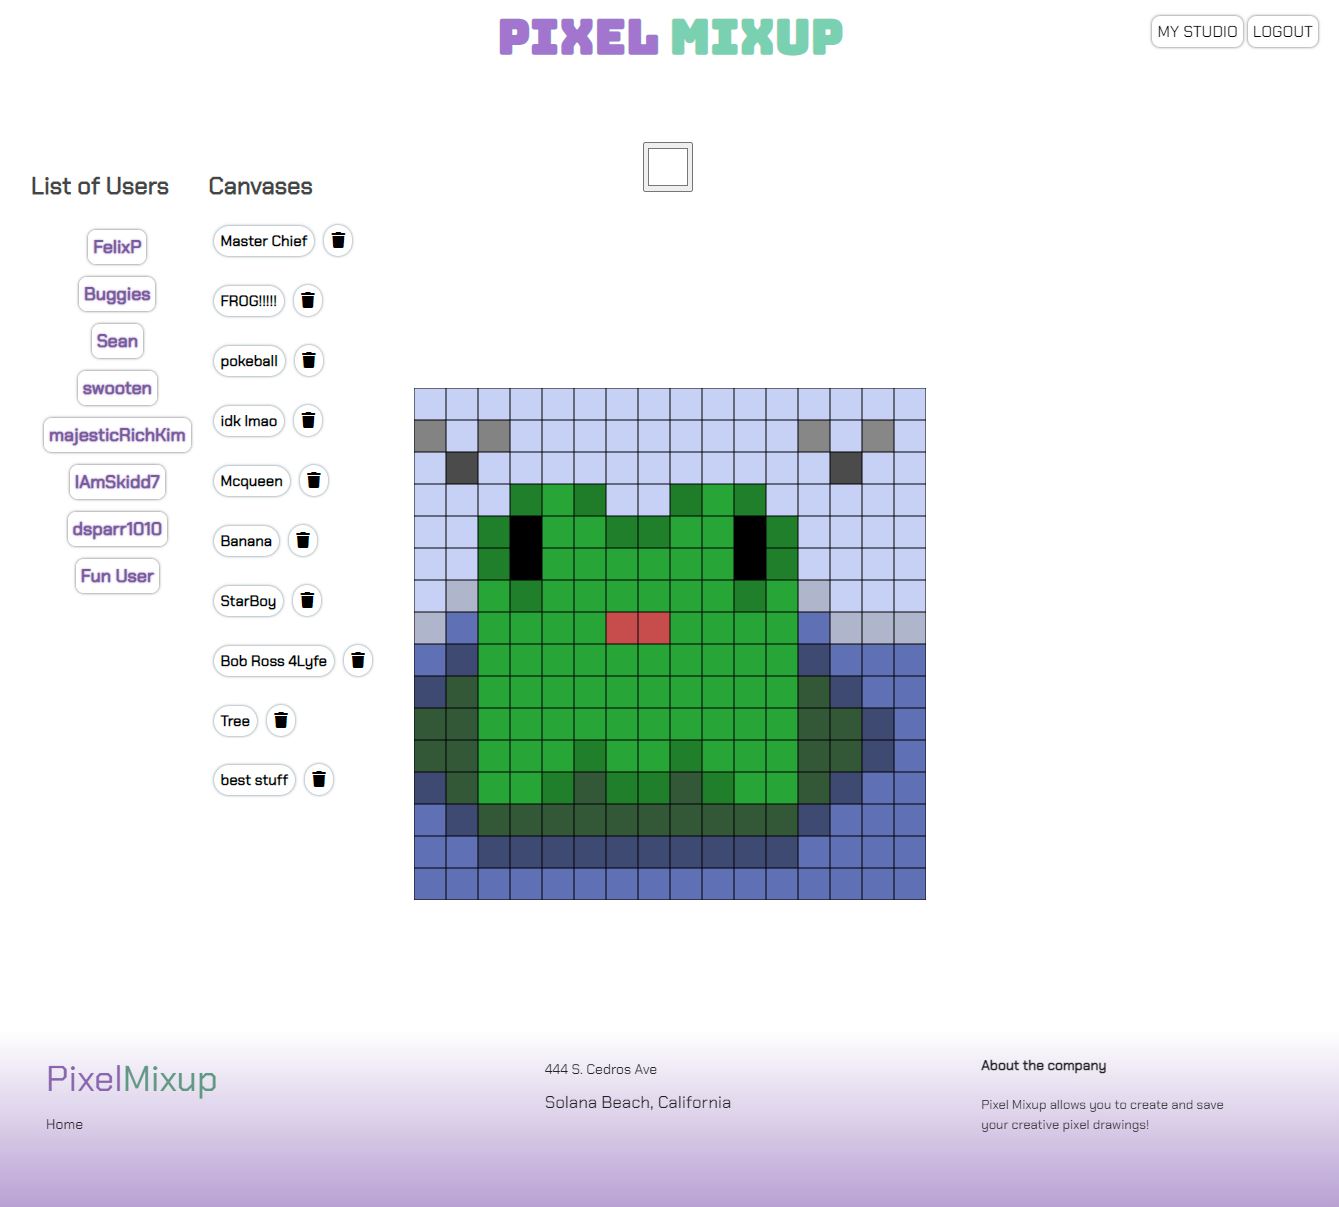 PIXEL MIXUP
MY STUDIO
LOGOUT
List of Users
FelixP
Buggies
Sean
swooten
majesticRichKim
IAmSkidd7
dsparr1010
Fun User
Canvases
Master Chief
FROG!!!!!
pokeball
idk lmao
Mcqueen
Banana
StarBoy
Bob Ross 4Lyfe
Tree
best stuff
PixelMixup
Home
444 S. Cedros Ave
Solana Beach, California
About the company
Pixel Mixup allows you to create and save
your creative pixel drawings!